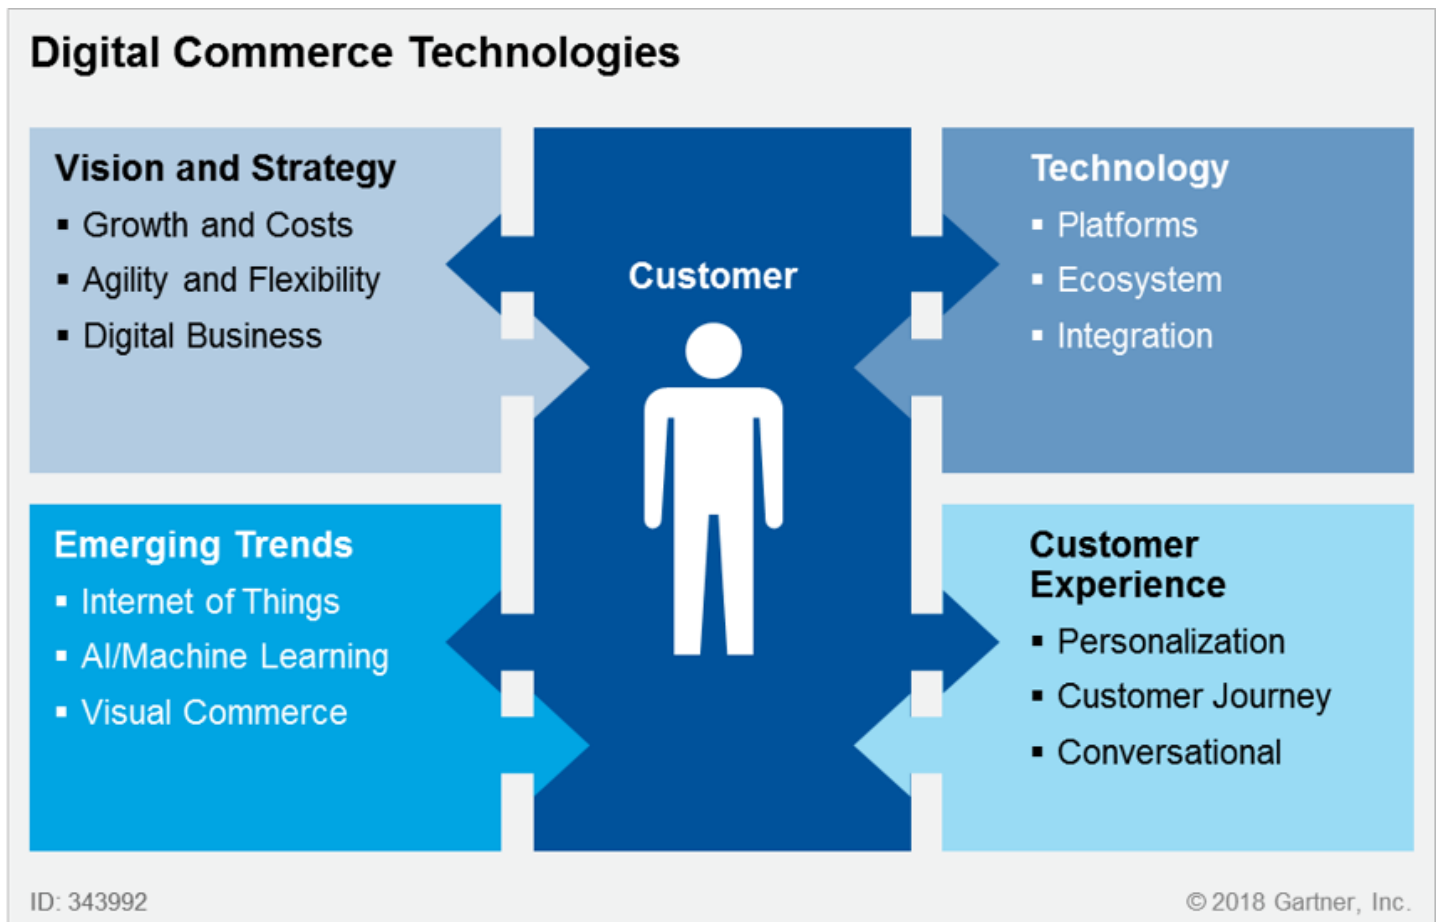 Digital Commerce Technologies
Vision and Strategy
▪ Growth and Costs
▪ Agility and Flexibility
▪ Digital Business
Customer
Technology
▪ Platforms
▪ Ecosystem
▪ Integration
Emerging Trends
▪ Internet of Things
▪ AI/Machine Learning
▪ Visual Commerce
Customer
Experience
▪ Personalization
▪ Customer Journey
▪ Conversational
ID: 343992
© 2018 Gartner, Inc.